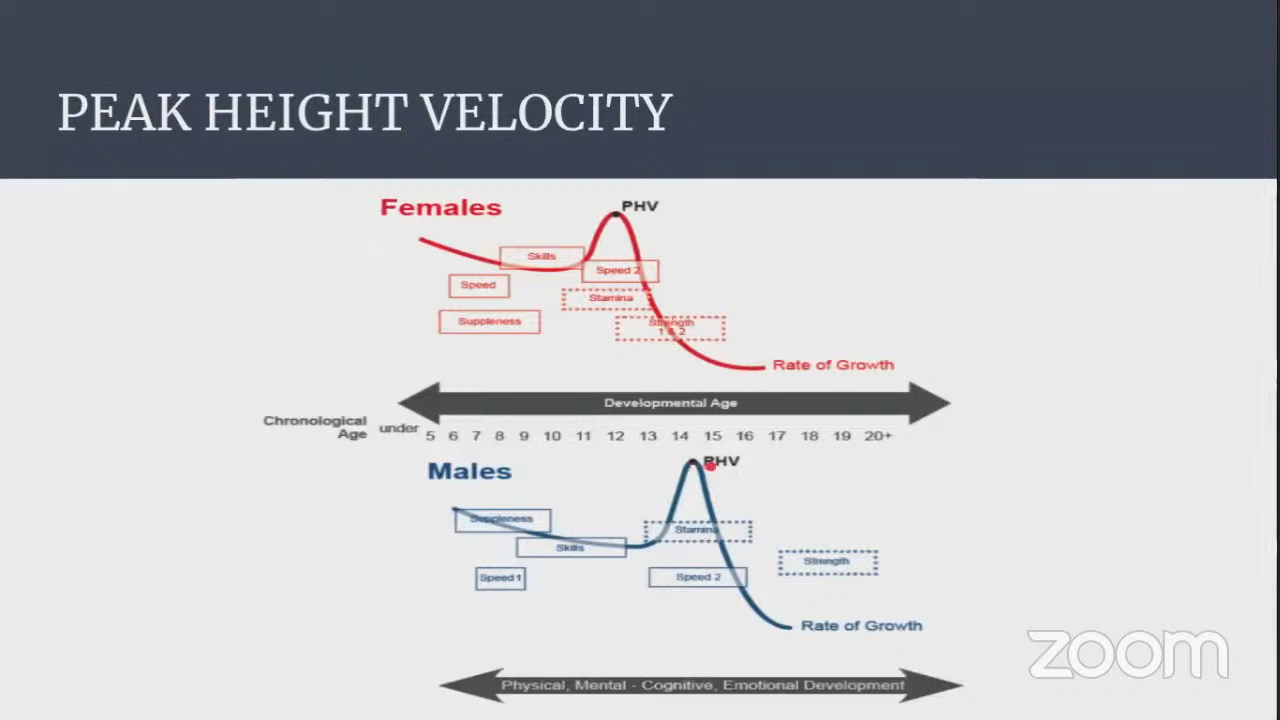 PEAK HEIGHT VELOCITY
Females
PHV
Skills
Speed 2
Speed
Stamina
Suppleness
Strength
1 & 2
Rate of Growth
Developmental Age
Chronological
Age
under 5 6 7 8 9 10 11 12 13 14 15 16 17 18 19 20+
Males
PHV
Suppleness
Stamina
Skills
Strength
Speed 1
Speed 2
Rate of Growth
Physical, Mental - Cognitive, Emotional Development
zoom